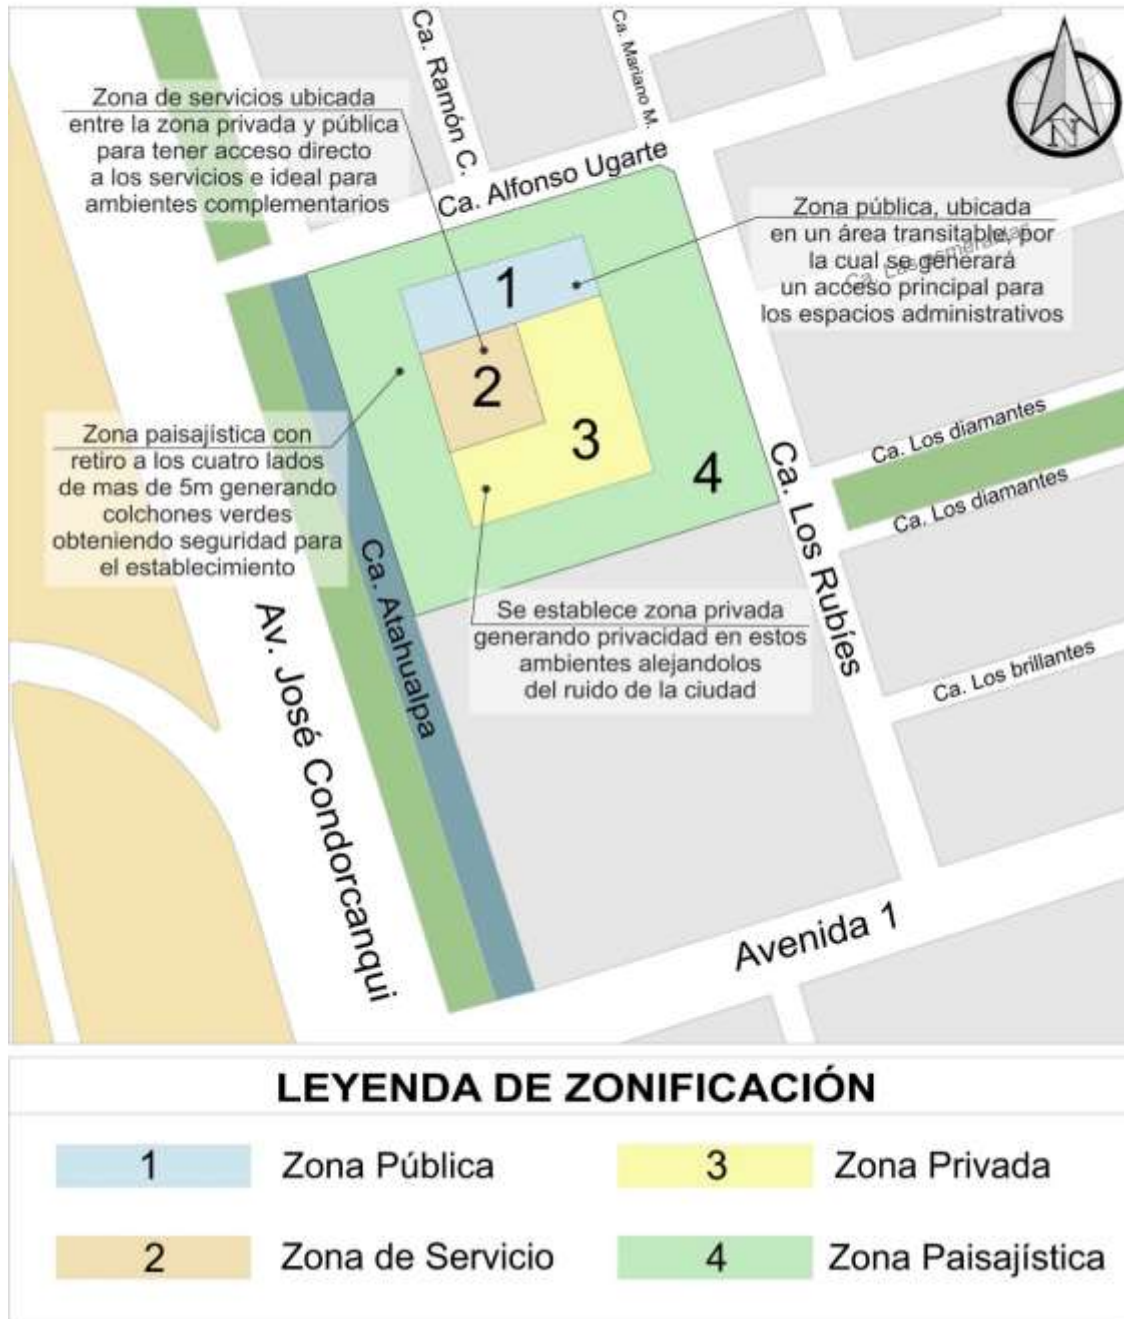 Ca. Ramón C.
Ca. Mariano M.
N
Zona de servicios ubicada
entre la zona privada y pública
para tener acceso directo
a los servicios e ideal para
ambientes complementarios
Ca. Alfonso Ugarte
Zona pública, ubicada
en un área transitable, por
la cual se generará
un acceso principal para
los espacios administrativos
Ca. Las esmeraldas
1
2
3
4
Zona paisajística con
retiro a los cuatro lados
de mas de 5m generando
colchones verdes
obteniendo seguridad para
el establecimiento
Ca. Los diamantes
Ca. Los diamantes
Ca. Los Rubíes
Ca. Atahualpa
Se establece zona privada
generando privacidad en estos
ambientes alejandolos
del ruido de la ciudad
Ca. Los brillantes
Av. José Condorcanqui
Avenida 1
LEYENDA DE ZONIFICACIÓN
1 Zona Pública
3 Zona Privada
2 Zona de Servicio
4 Zona Paisajística